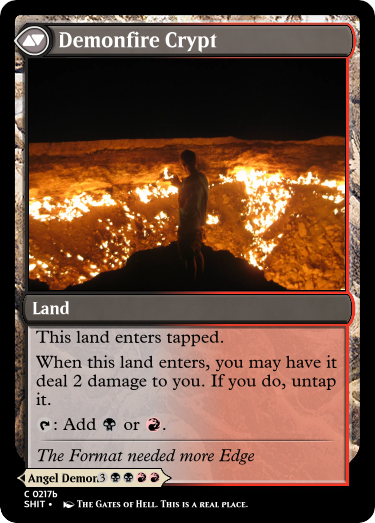 Demonfire Crypt
Land
This land enters tapped.
When this land enters, you may have it
deal 2 damage to you. If you do, untap
it.
: Add or .
The Format needed more Edge
Angel Demon 3
C 0217b
SHIT • THE GATES OF HELL. THIS IS A REAL PLACE.